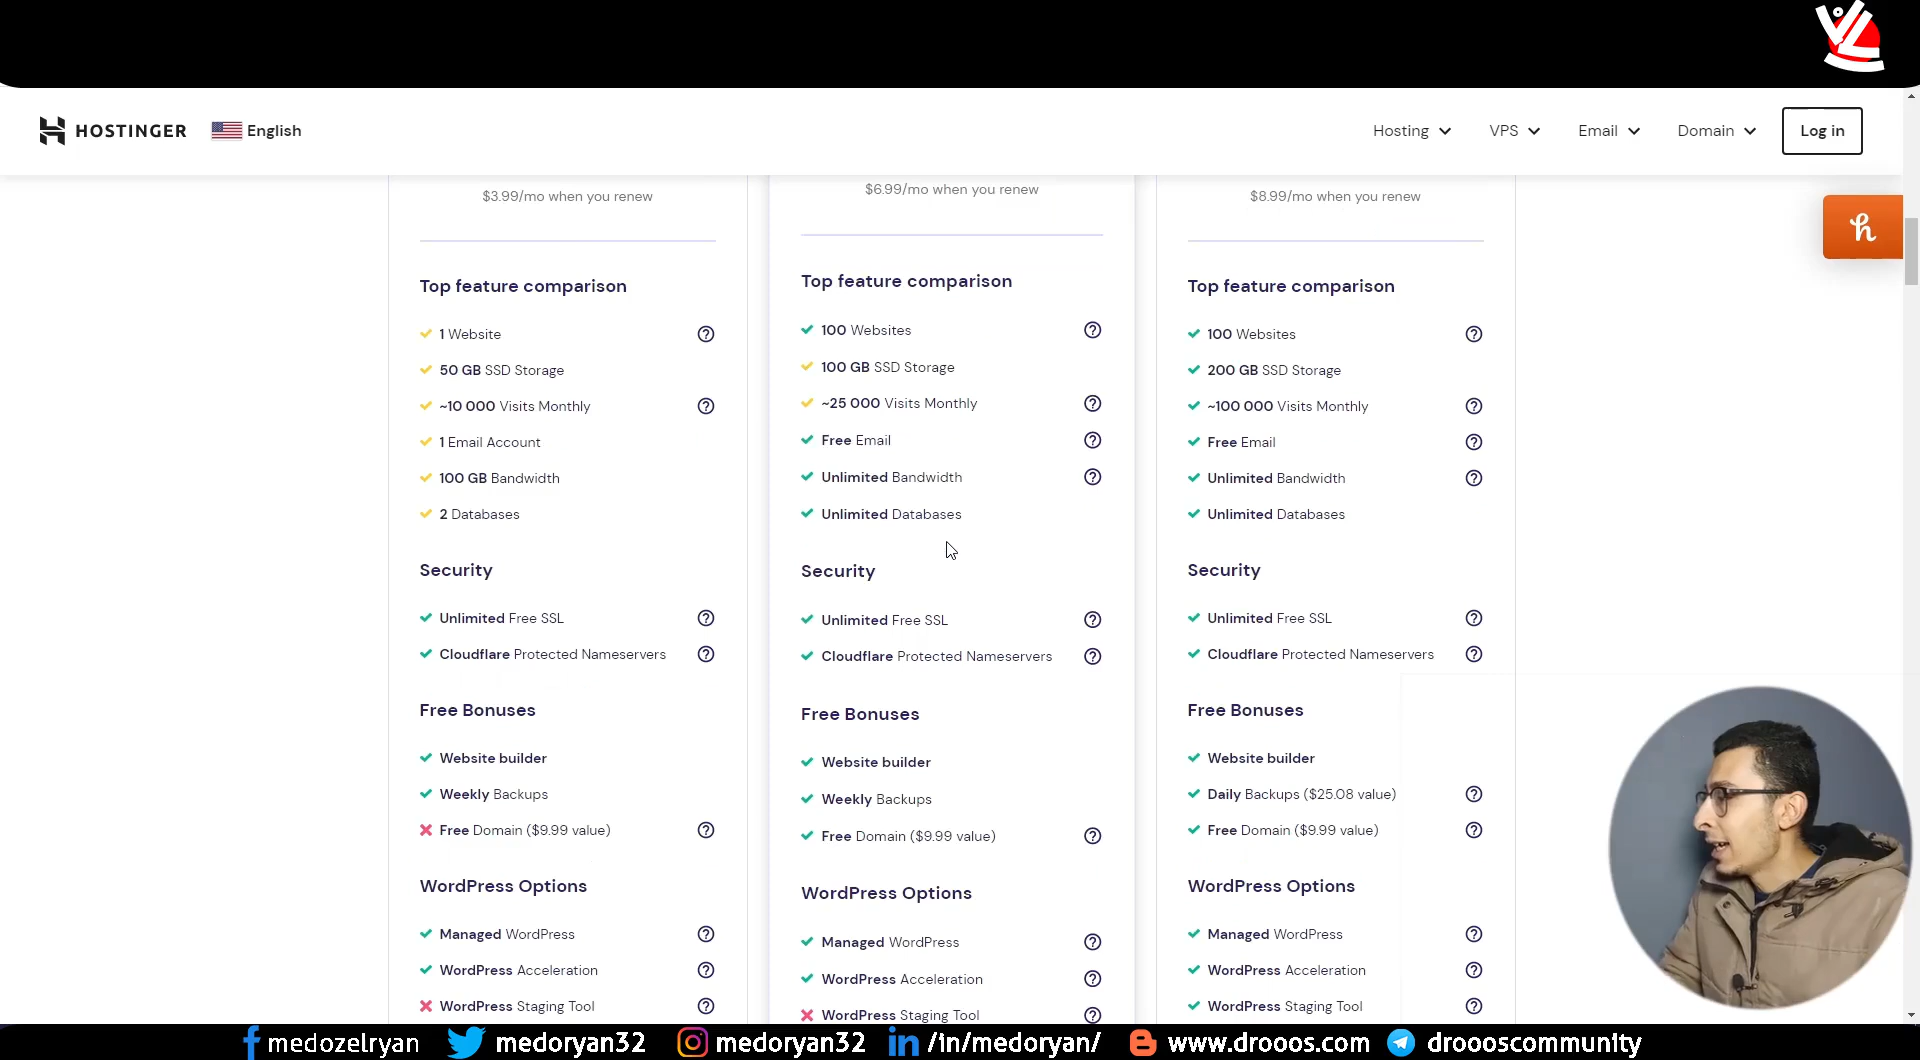 HOSTINGER
English
Hosting
VPS
Email
Domain
Log in
$3.99/mo when you renew
Top feature comparison
1 Website
50 GB SSD Storage
~10 000 Visits Monthly
1 Email Account
100 GB Bandwidth
2 Databases
Security
Unlimited Free SSL
Cloudflare Protected Nameservers
Free Bonuses
Website builder
Weekly Backups
Free Domain ($9.99 value)
WordPress Options
Managed WordPress
WordPress Acceleration
WordPress Staging Tool
$6.99/mo when you renew
Top feature comparison
100 Websites
100 GB SSD Storage
~25 000 Visits Monthly
Free Email
Unlimited Bandwidth
Unlimited Databases
Security
Unlimited Free SSL
Cloudflare Protected Nameservers
Free Bonuses
Website builder
Weekly Backups
Free Domain ($9.99 value)
WordPress Options
Managed WordPress
WordPress Acceleration
WordPress Staging Tool
$8.99/mo when you renew
Top feature comparison
100 Websites
200 GB SSD Storage
~100 000 Visits Monthly
Free Email
Unlimited Bandwidth
Unlimited Databases
Security
Unlimited Free SSL
Cloudflare Protected Nameservers
Free Bonuses
Website builder
Daily Backups ($25.08 value)
Free Domain ($9.99 value)
WordPress Options
Managed WordPress
WordPress Acceleration
WordPress Staging Tool
medozelryan
medoryan32
medoryan32
/in/medoryan/
www.drooos.com
droooscommunity